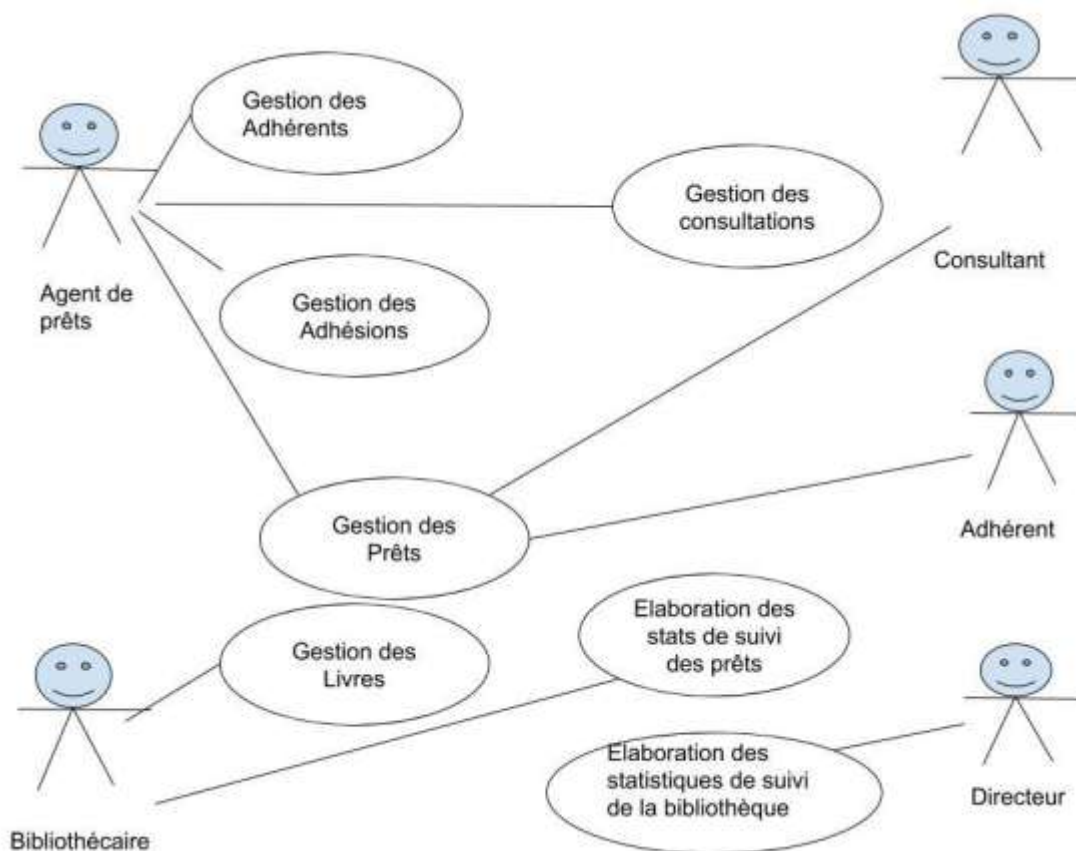 Gestion des
Adhérents
Gestion des
consultations
Consultant
Agent de
prêts
Gestion des
Adhésions
Gestion des
Prêts
Adhérent
Elaboration des
stats de suivi
des prêts
Gestion des
Livres
Elaboration des
statistiques de suivi
de la bibliothèque
Directeur
Bibliothécaire